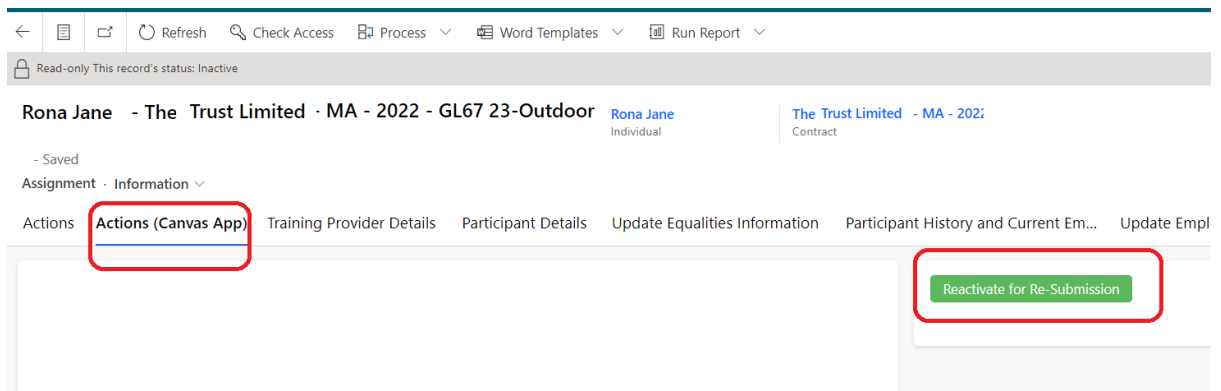 Refresh Check Access Process Word Templates Run Report
Read-only This record's status: Inactive
Rona Jane - The Trust Limited · MA - 2022 - GL67 23-Outdoor
Rona Jane
Individual
The Trust Limited - MA - 2022
Contract
- Saved
Assignment · Information
Actions Actions (Canvas App) Training Provider Details Participant Details Update Equalities Information Participant History and Current Em... Update Empl
Reactivate for Re-Submission